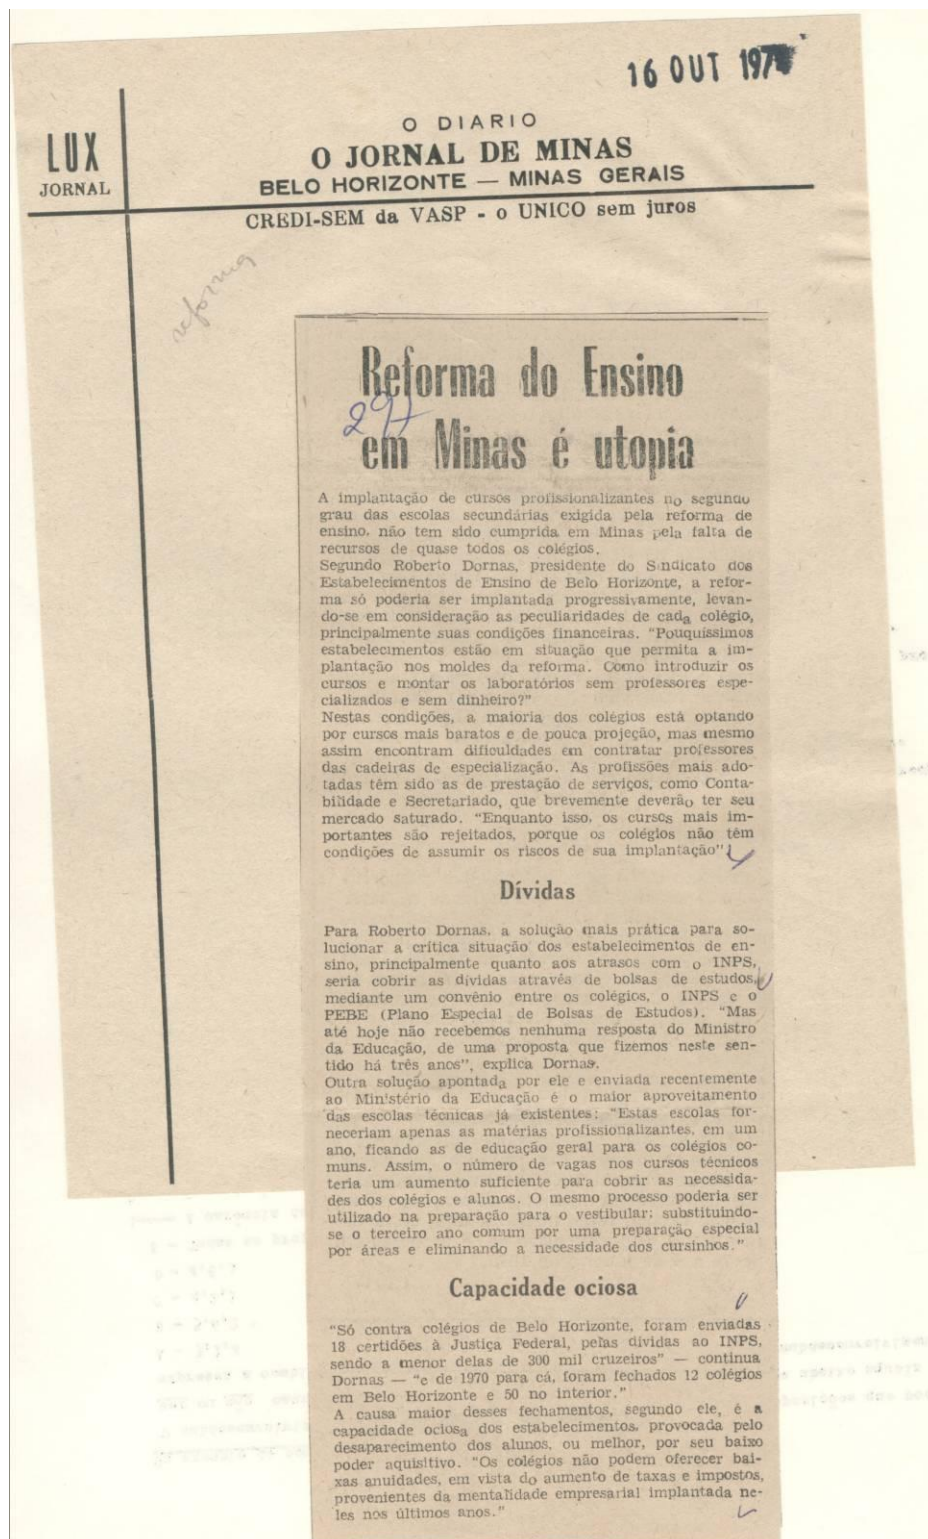 16 OUT 197
LUX
JORNAL
O DIARIO
O JORNAL DE MINAS
BELO HORIZONTE — MINAS GERAIS
CREDI-SEM da VASP - o UNICO sem juros
reforma
Reforma do Ensino
297
em Minas é utopia
A implantação de cursos profissionalizantes no segundo
grau das escolas secundárias exigida pela reforma de
ensino, não tem sido cumprida em Minas pela falta de
recursos de quase todos os colégios.
Segundo Roberto Dornas, presidente do Sindicato dos
Estabelecimentos de Ensino de Belo Horizonte, a refor-
ma só poderia ser implantada progressivamente, levan-
do-se em consideração as peculiaridades de cada colégio,
principalmente suas condições financeiras. "Pouquíssimos
estabelecimentos estão em situação que permita a im-
plantação nos moldes da reforma. Como introduzir os
cursos e montar os laboratórios sem professores espe-
cializados e sem dinheiro?"
Nestas condições, a maioria dos colégios está optando
por cursos mais baratos e de pouca projeção, mas mesmo
assim encontram dificuldades em contratar professores
das cadeiras de especialização. As profissões mais ado-
tadas têm sido as de prestação de serviços, como Conta-
bilidade e Secretariado, que brevemente deverão ter seu
mercado saturado. "Enquanto isso, os cursos mais im-
portantes são rejeitados, porque os colégios não têm
condições de assumir os riscos de sua implantação".
Dívidas
Para Roberto Dornas, a solução mais prática para so-
lucionar a crítica situação dos estabelecimentos de en-
sino, principalmente quanto aos atrasos com o INPS,
seria cobrir as dívidas através de bolsas de estudos,
mediante um convênio entre os colégios, o INPS e o
PEBE (Plano Especial de Bolsas de Estudos). "Mas
até hoje não recebemos nenhuma resposta do Ministro
da Educação, de uma proposta que fizemos neste sen-
tido há três anos", explica Dornas.
Outra solução apontada por ele e enviada recentemente
ao Ministério da Educação é o maior aproveitamento
das escolas técnicas já existentes: "Estas escolas for-
neceriam apenas as matérias profissionalizantes, em um
ano, ficando as de educação geral para os colégios co-
muns. Assim, o número de vagas nos cursos técnicos
teria um aumento suficiente para cobrir as necessida-
des dos colégios e alunos. O mesmo processo poderia ser
utilizado na preparação para o vestibular: substituindo-
se o terceiro ano comum por uma preparação especial
por áreas e eliminando a necessidade dos cursinhos."
Capacidade ociosa
"Só contra colégios de Belo Horizonte, foram enviadas
18 certidões à Justiça Federal, pelas dívidas ao INPS,
sendo a menor delas de 300 mil cruzeiros" — continua
Dornas — "e de 1970 para cá, foram fechados 12 colégios
em Belo Horizonte e 50 no interior."
A causa maior desses fechamentos, segundo ele, é a
capacidade ociosa dos estabelecimentos, provocada pelo
desaparecimento dos alunos, ou melhor, por seu baixo
poder aquisitivo. "Os colégios não podem oferecer bai-
xas anuidades, em vista do aumento de taxas e impostos,
provenientes da mentalidade empresarial implantada ne-
les nos últimos anos."